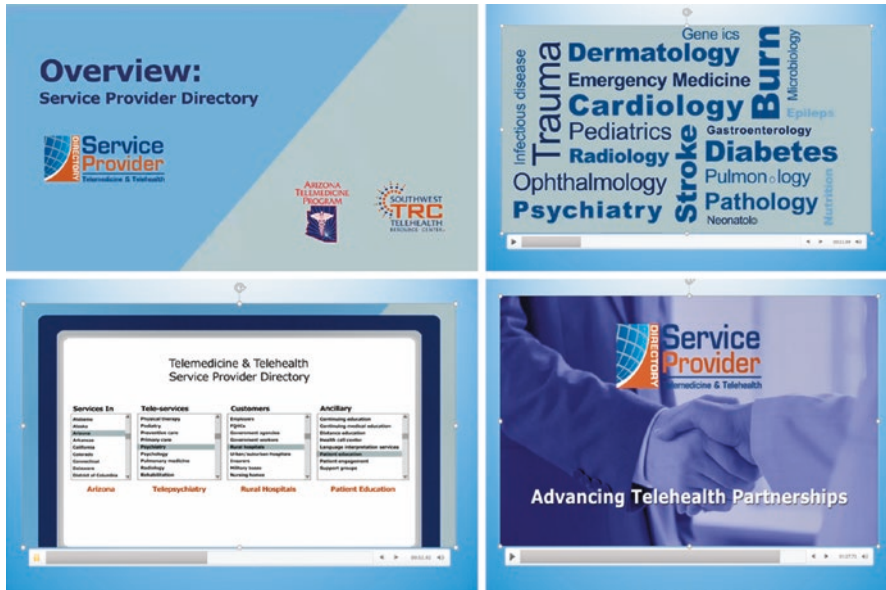 Overview:
Service Provider Directory
DIRECTORY
Service
Provider
Telemedicine & Telehealth
ARIZONA
TELEMEDICINE
PROGRAM
SOUTHWEST
TRC
TELEHEALTH
RESOURCE CENTER
Gene ics
Infectious disease
Trauma
Dermatology
Emergency Medicine
Cardiology
Burn
Microbiology
Epileps
Pediatrics
Gastroenterology
Radiology
Stroke
Diabetes
Ophthalmology
Pulmonology
Psychiatry
Pathology
Nutrition
Neonatolo
Telemedicine & Telehealth
Service Provider Directory
Services In
Alabama
Alaska
Arizona
Arkansas
California
Colorado
Connecticut
Delaware
District of Columbia
Arizona
Tele-services
Physical therapy
Podiatry
Preventive care
Primary care
Psychiatry
Psychology
Pulmonary medicine
Radiology
Rehabilitation
Telepsychiatry
Customers
Employers
FQHCs
Government agencies
Government workers
Rural hospitals
Urban/suburban hospitals
Insurers
Military bases
Nursing homes
Rural Hospitals
Ancillary
Continuing education
Continuing medical education
Distance education
Health call center
Language interpretation services
Patient education
Patient engagement
Support groups
Patient Education
DIRECTORY
Service
Provider
Telemedicine & Telehealth
Advancing Telehealth Partnerships